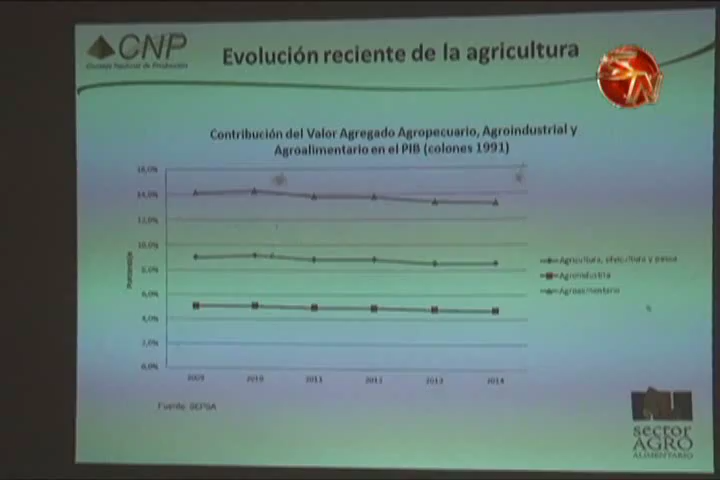 CNP
Consejo Nacional de Producción
Evolución reciente de la agricultura
Contribución del Valor Agregado Agropecuario, Agroindustrial y
Agroalimentario en el PIB (colones 1991)
16,0%
14,0%
12,0%
10,0%
8,0%
6,0%
4,0%
2,0%
0,0%
Porcentaje
2009 2010 2011 2012 2013 2014
Agricultura, silvicultura y pesca
Agroindustria
Agroalimentario
Fuente: SEPSA
sector
AGRO
ALIMENTARIO